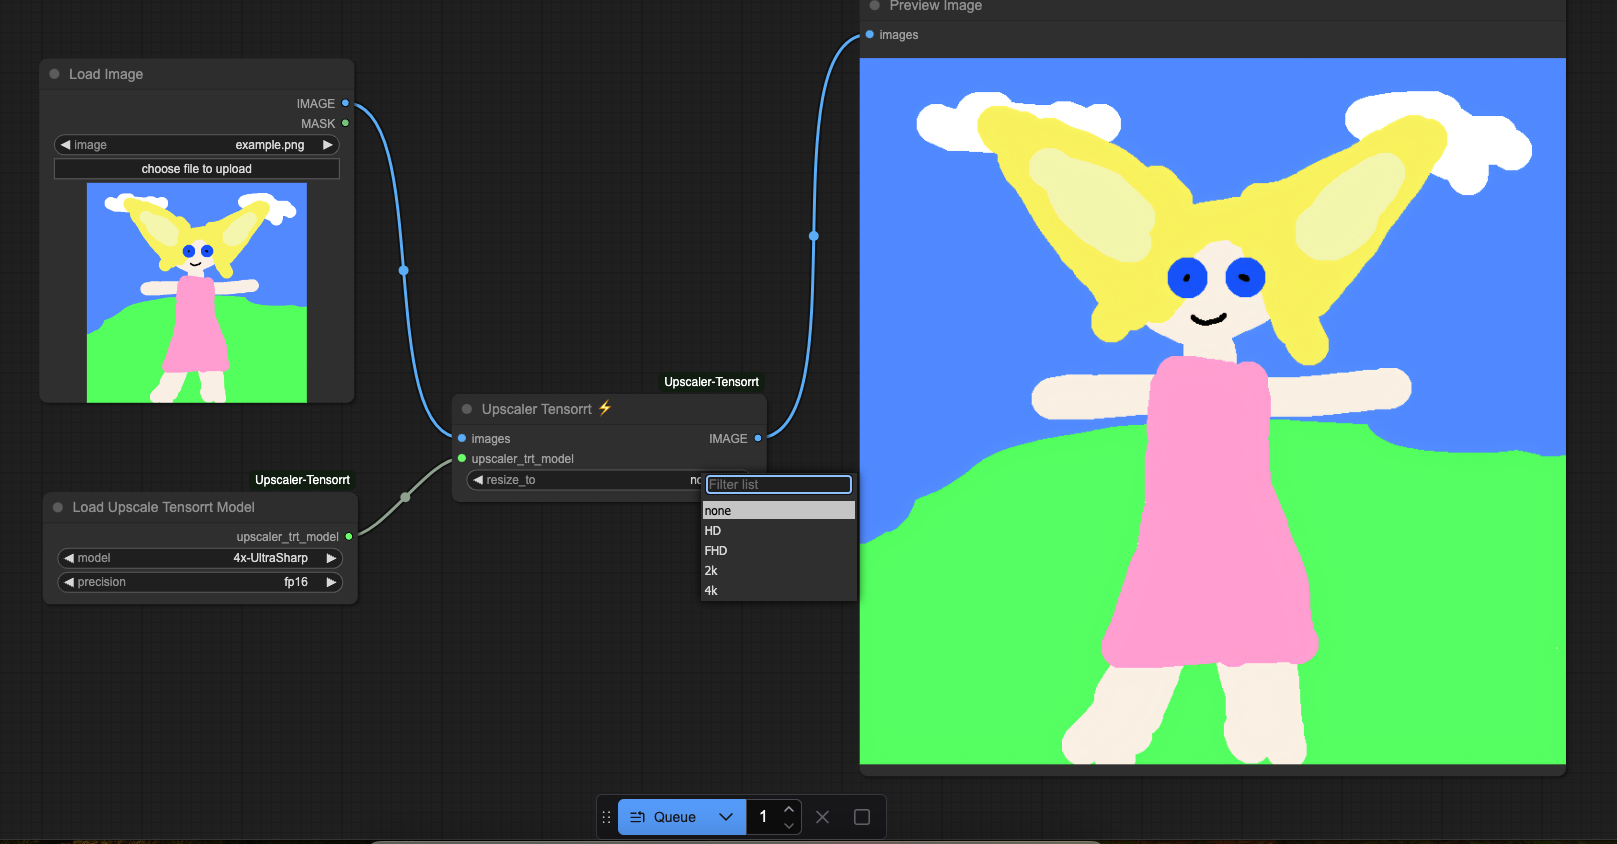 Preview Image
images
Load Image
IMAGE
MASK
image example.png
choose file to upload
Upscaler-Tensorrt
Upscaler Tensorrt ⚡
images IMAGE
upscaler_trt_model
resize_to
Filter list
none
HD
FHD
2k
4k
Upscaler-Tensorrt
Load Upscale Tensorrt Model
upscaler_trt_model
model 4x-UltraSharp
precision fp16
Queue 1